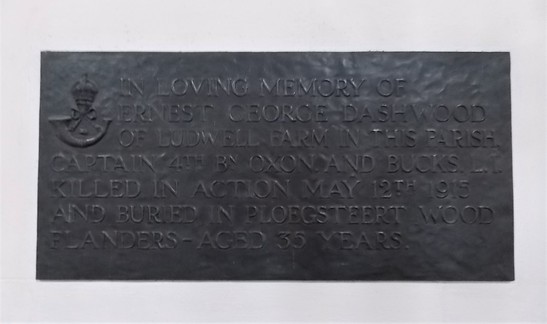 IN LOVING MEMORY OF
ERNEST GEORGE DASHWOOD
OF LUDWELL FARM IN THIS PARISH,
CAPTAIN 4TH BN OXON AND BUCKS L.I.
KILLED IN ACTION MAY 12TH 1915
AND BURIED IN PLOEGSTEERT WOOD
FLANDERS - AGED 35 YEARS.